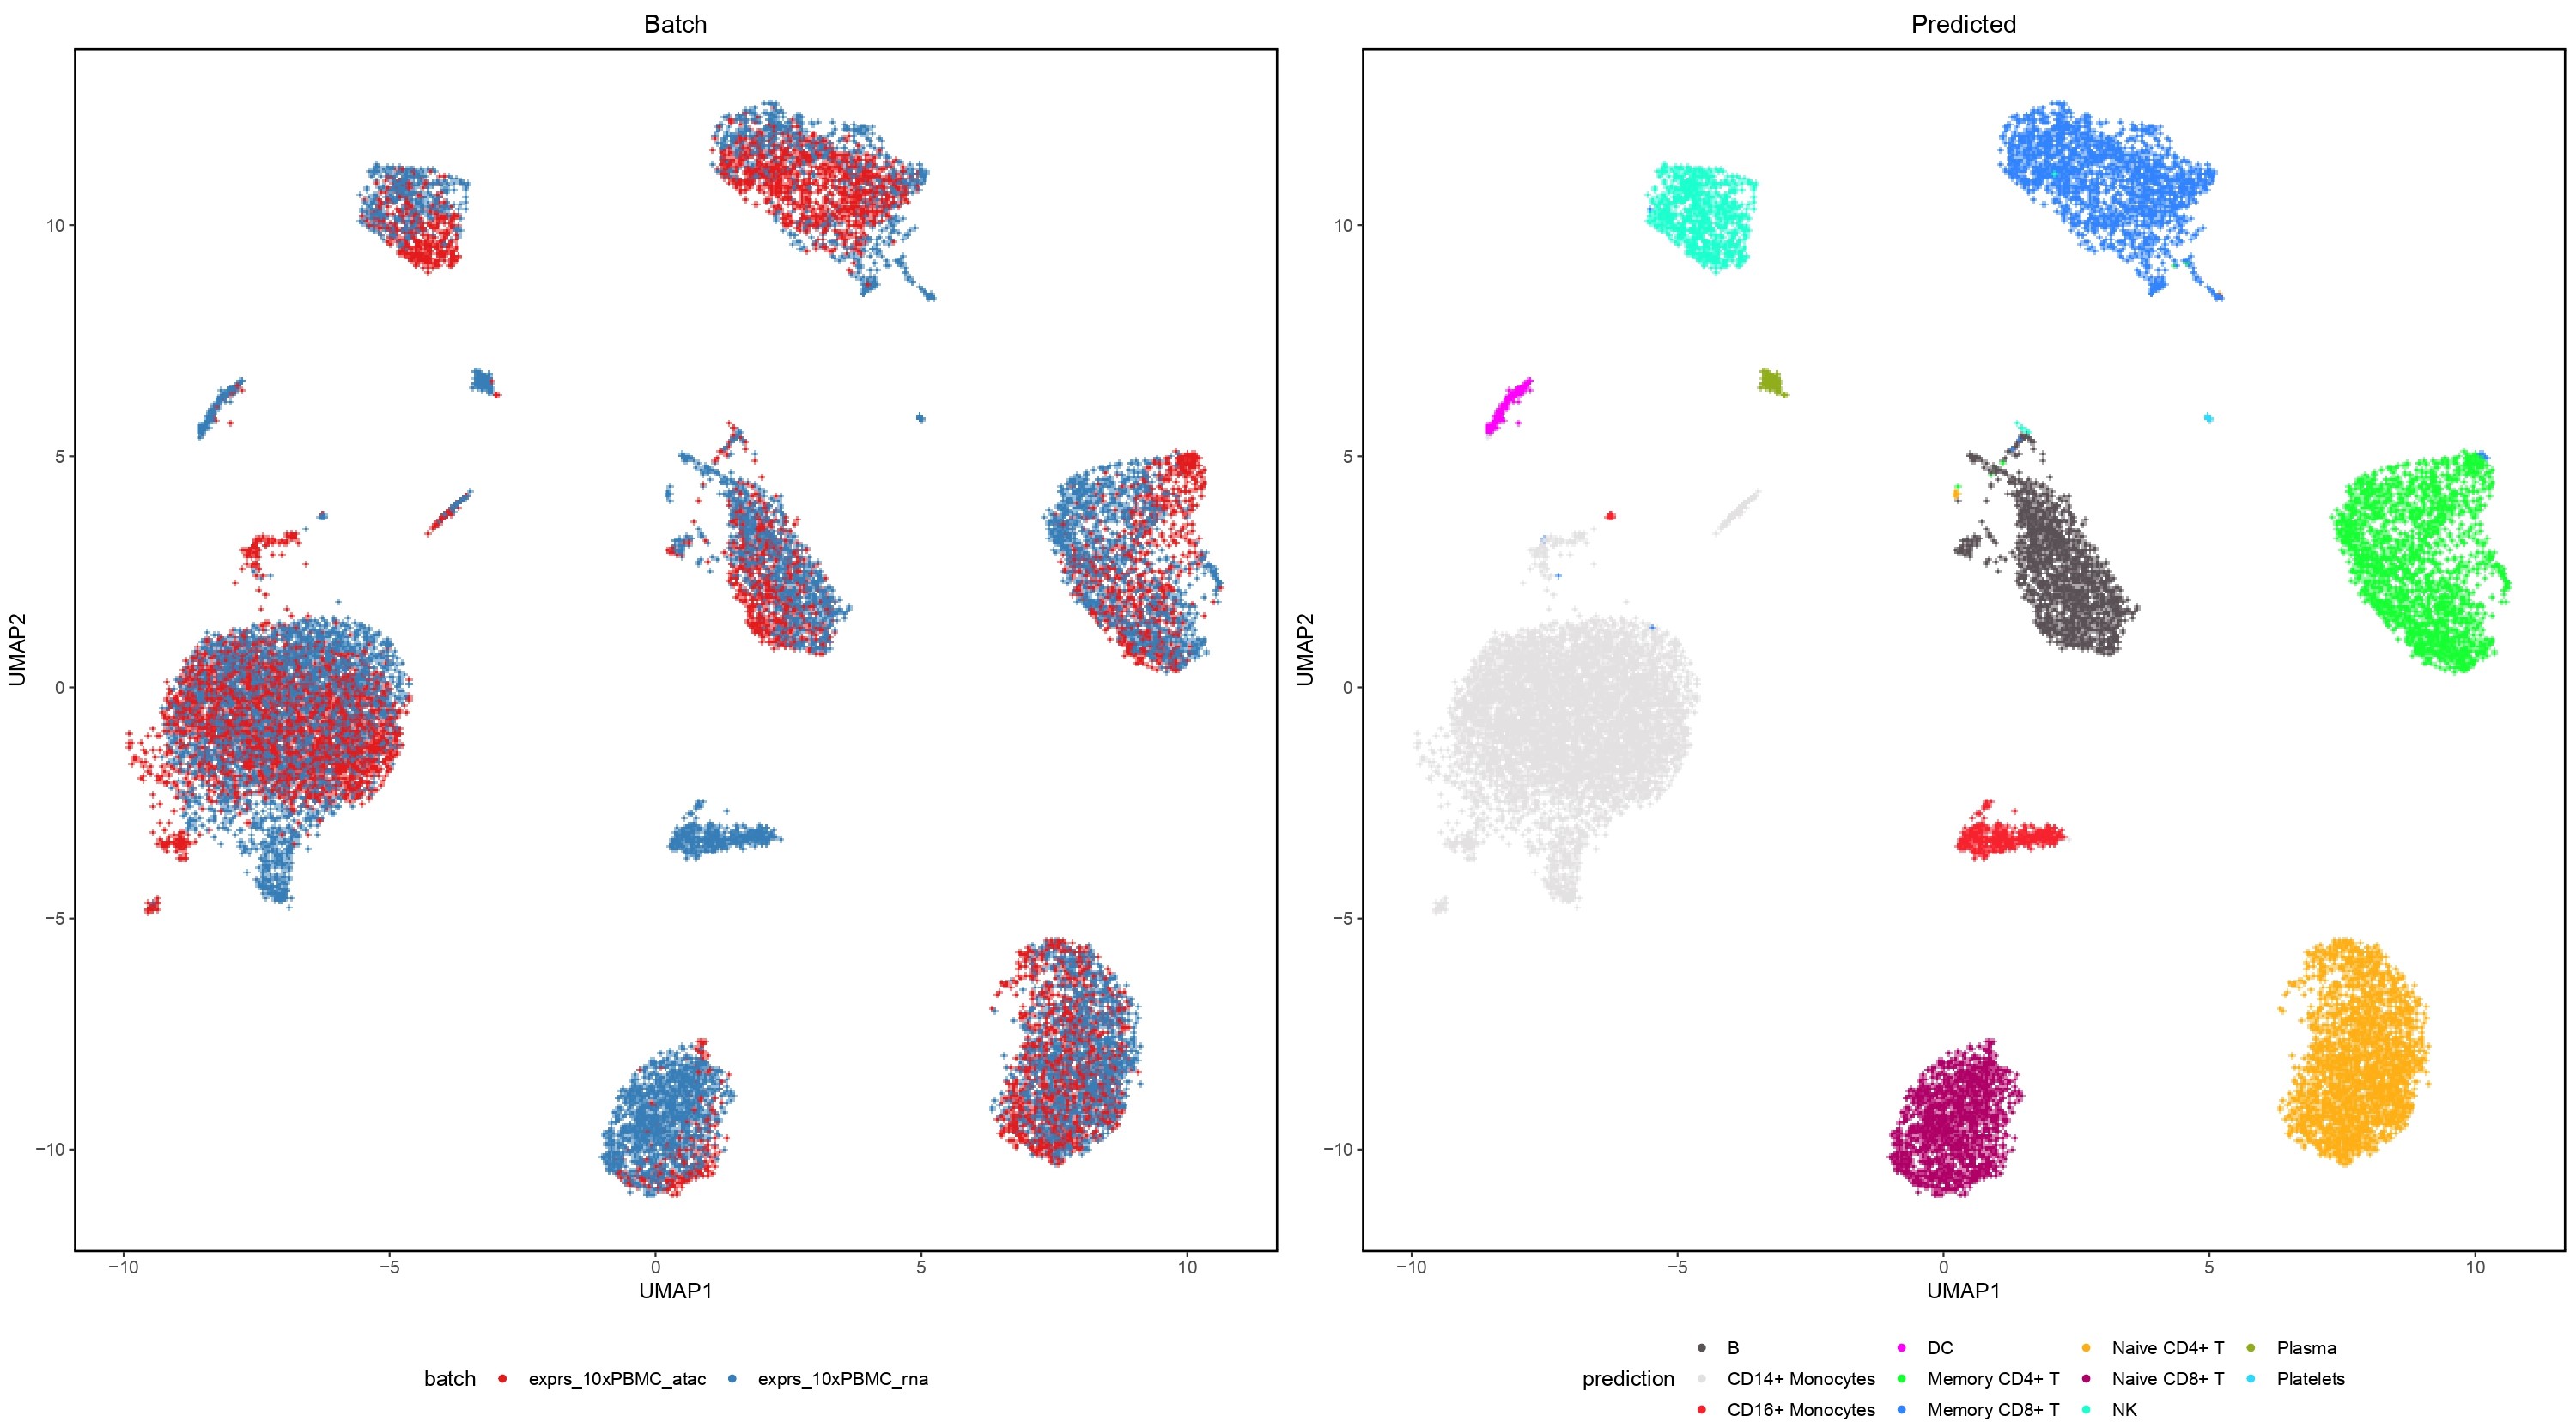 Batch
Predicted
10
5
0
−5
−10
UMAP2
−10
−5
0
5
10
UMAP1
10
5
0
−5
−10
UMAP2
−10
−5
0
5
10
UMAP1
batch exprs_10xPBMC_atac exprs_10xPBMC_rna
prediction
B DC Naive CD4+ T Plasma
CD14+ Monocytes Memory CD4+ T Naive CD8+ T Platelets
CD16+ Monocytes Memory CD8+ T NK